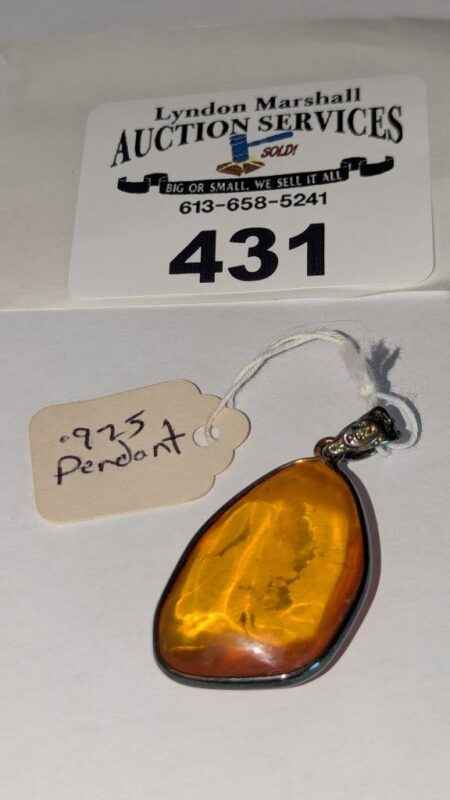 Lyndon Marshall
AUCTION SERVICES
SOLD!
BIG OR SMALL, WE SELL IT ALL
613-658-5241
431
.925
Pendant